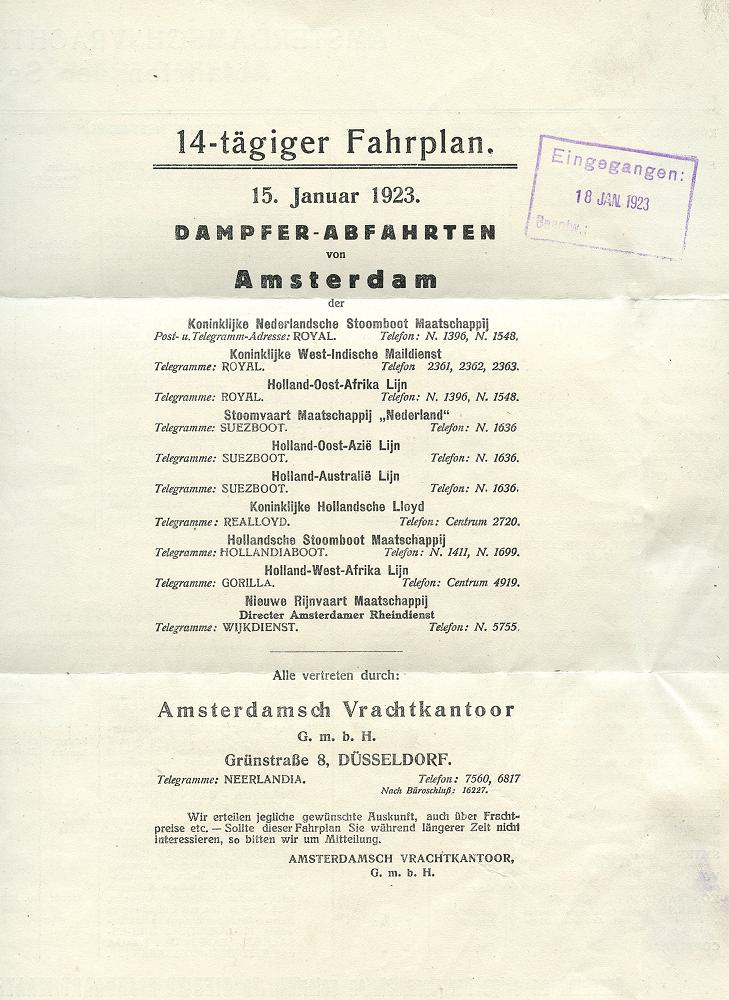 14-tägiger Fahrplan.
Eingegangen:
18 JAN. 1923
Beantw.:
15. Januar 1923.
DAMPFER-ABFAHRTEN
von
Amsterdam
der
Koninklijke Nederlandsche Stoomboot Maatschappij
Post- u. Telegramm-Adresse: ROYAL. Telefon: N. 1396, N. 1548.
Koninklijke West-Indische Maildienst
Telegramme: ROYAL. Telefon 2361, 2362, 2363.
Holland-Oost-Afrika Lijn
Telegramme: ROYAL. Telefon: N. 1396, N. 1548.
Stoomvaart Maatschappij „Nederland“
Telegramme: SUEZBOOT. Telefon: N. 1636
Holland-Oost-Azië Lijn
Telegramme: SUEZBOOT. Telefon: N. 1636.
Holland-Australië Lijn
Telegramme: SUEZBOOT. Telefon: N. 1636.
Koninklijke Hollandsche Lloyd
Telegramme: REALLOYD. Telefon: Centrum 2720.
Hollandsche Stoomboot Maatschappij
Telegramme: HOLLANDIABOOT. Telefon: N. 1411, N. 1699.
Holland-West-Afrika Lijn
Telegramme: GORILLA. Telefon: Centrum 4919.
Nieuwe Rijnvaart Maatschappij
Directer Amsterdamer Rheindienst
Telegramme: WIJKDIENST. Telefon: N. 5755.
Alle vertreten durch:
Amsterdamsch Vrachtkantoor
G. m. b. H.
Grünstraße 8, DÜSSELDORF.
Telegramme: NEERLANDIA. Telefon: 7560, 6817
Nach Büroschluß: 16227.
Wir erteilen jegliche gewünschte Auskunft, auch über Fracht-
preise etc. — Sollte dieser Fahrplan Sie während längerer Zeit nicht
interessieren, so bitten wir um Mitteilung.
AMSTERDAMSCH VRACHTKANTOOR,
G. m. b. H.